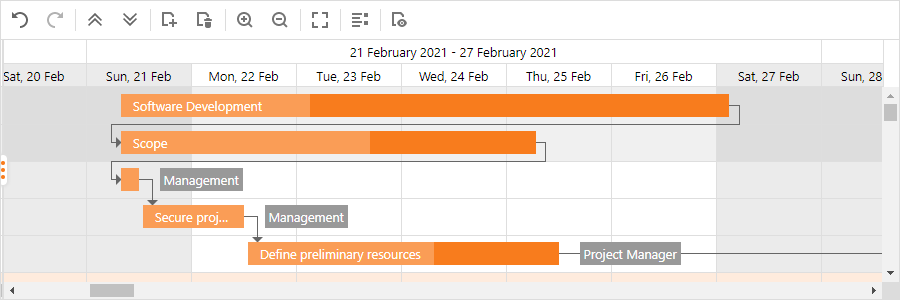 21 February 2021 - 27 February 2021
Sat, 20 Feb Sun, 21 Feb Mon, 22 Feb Tue, 23 Feb Wed, 24 Feb Thu, 25 Feb Fri, 26 Feb Sat, 27 Feb Sun, 28
Software Development
Scope
Management
Secure proj... Management
Define preliminary resources Project Manager